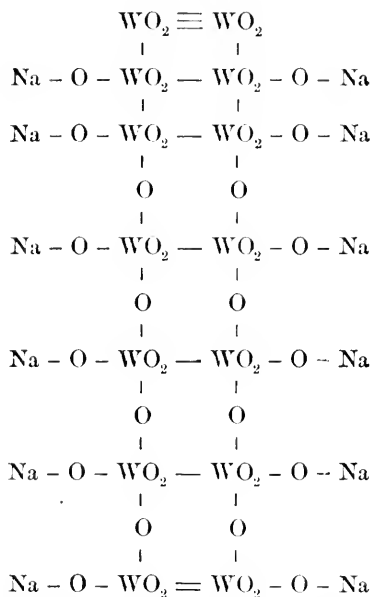 WO₂ ≡ WO₂
Na – O – WO₂ — WO₂ – O – Na
Na – O – WO₂ — WO₂ – O – Na
O O
Na – O – WO₂ — WO₂ – O – Na
O O
Na – O – WO₂ — WO₂ – O – Na
O O
Na – O – WO₂ — WO₂ – O – Na
O O
Na – O – WO₂ = WO₂ – O – Na